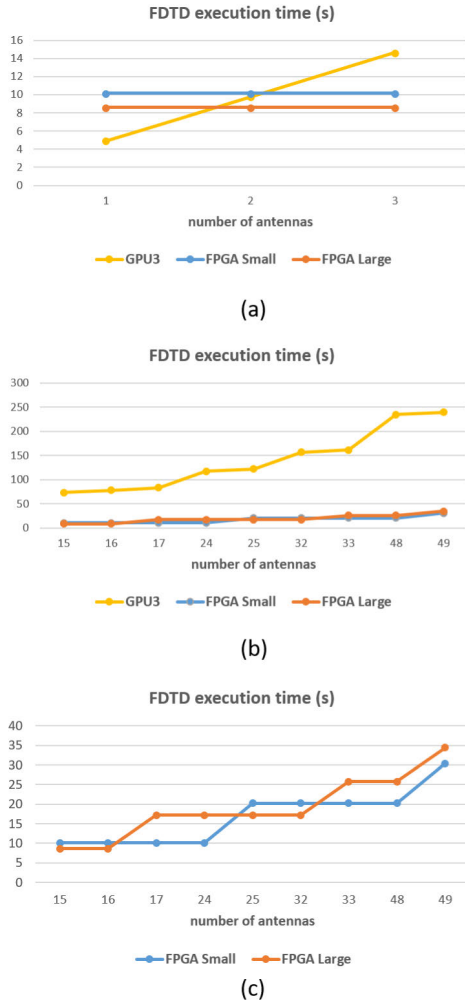 FDTD execution time (s)
16
14
12
10
8
6
4
2
0
1 2 3
number of antennas
GPU3 FPGA Small FPGA Large
(a)
FDTD execution time (s)
300
250
200
150
100
50
0
15 16 17 24 25 32 33 48 49
number of antennas
GPU3 FPGA Small FPGA Large
(b)
FDTD execution time (s)
40
35
30
25
20
15
10
5
0
15 16 17 24 25 32 33 48 49
number of antennas
FPGA Small FPGA Large
(c)